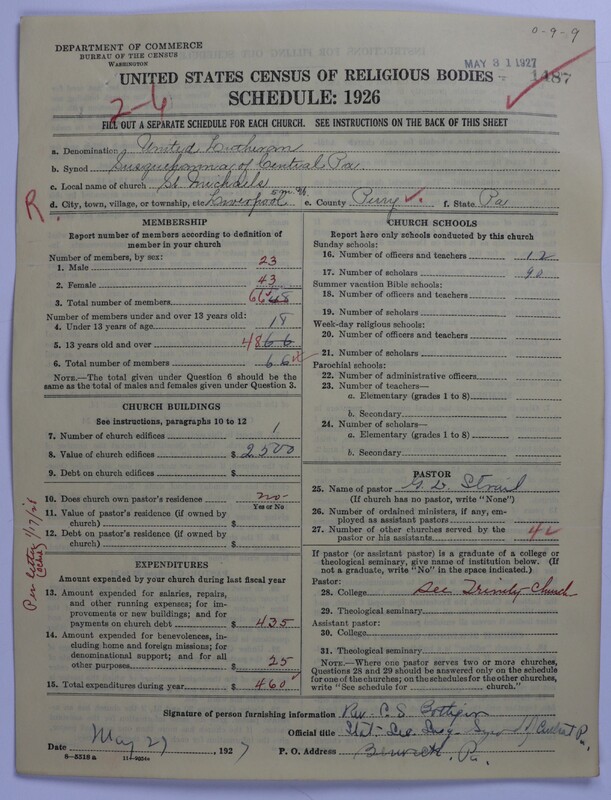 0-9-9
DEPARTMENT OF COMMERCE
BUREAU OF THE CENSUS
WASHINGTON
MAY 31 1927
UNITED STATES CENSUS OF RELIGIOUS BODIES
1487
SCHEDULE: 1926
2-6
FILL OUT A SEPARATE SCHEDULE FOR EACH CHURCH. SEE INSTRUCTIONS ON THE BACK OF THIS SHEET
a. Denomination United Lutheran
b. Synod Susquehanna of Central Pa.
c. Local name of church St. Michaels
d. City, town, village, or township, etc. Liverpool e. County Perry f. State Pa
R.
MEMBERSHIP
Report number of members according to definition of member in your church
Number of members, by sex:
1. Male 23
2. Female 43
3. Total number of members 66 48
Number of members under and over 13 years old:
4. Under 13 years of age 18
5. 13 years old and over 48 66
6. Total number of members 66
NOTE.—The total given under Question 6 should be the same as the total of males and females given under Question 3.
CHURCH BUILDINGS
See instructions, paragraphs 10 to 12
7. Number of church edifices 1
8. Value of church edifices $ 2500
9. Debt on church edifices $
10. Does church own pastor's residence no
Yes or No
11. Value of pastor's residence (if owned by church) $
12. Debt on pastor's residence (if owned by church) $
Per letter
EXPENDITURES
Amount expended by your church during last fiscal year
13. Amount expended for salaries, repairs, and other running expenses; for improvements or new buildings; and for payments on church debt $ 435
14. Amount expended for benevolences, including home and foreign missions; for denominational support; and for all other purposes $ 25
15. Total expenditures during year $ 460
CHURCH SCHOOLS
Report here only schools conducted by this church
Sunday schools:
16. Number of officers and teachers 12
17. Number of scholars 90
Summer vacation Bible schools:
18. Number of officers and teachers
19. Number of scholars
Week-day religious schools:
20. Number of officers and teachers
21. Number of scholars
Parochial schools:
22. Number of administrative officers
23. Number of teachers—
a. Elementary (grades 1 to 8)
b. Secondary
24. Number of scholars—
a. Elementary (grades 1 to 8)
b. Secondary
PASTOR
25. Name of pastor
(If church has no pastor, write "None")
26. Number of ordained ministers, if any, employed as assistant pastors
27. Number of other churches served by the pastor or his assistants 4
If pastor (or assistant pastor) is a graduate of a college or theological seminary, give name of institution below. (If not a graduate, write "No" in the space indicated.)
Pastor:
28. College See Trinity Church
29. Theological seminary
Assistant pastor:
30. College
31. Theological seminary
NOTE.—Where one pastor serves two or more churches, Questions 28 and 29 should be answered only on the schedule for one of the churches; on the schedules for the other churches, write "See schedule for church."
Signature of person furnishing information Rev. C. S.
Official title Stat. Sec.
Date May 27, 1927 P. O. Address Pa.
8-5318 a